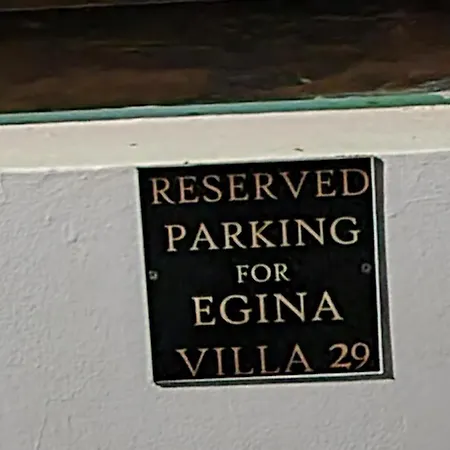 RESERVED
PARKING
FOR
EGINA
VILLA 29